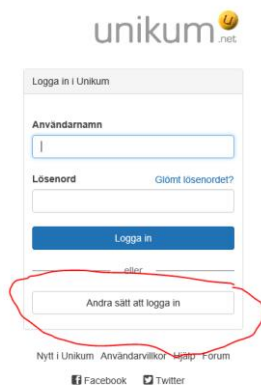 unikum.net
Logga in i Unikum
Användarnamn
Lösenord Glömt lösenordet?
Logga in
eller
Andra sätt att logga in
Nytt i Unikum Användarvillkor Hjälp Forum
Facebook Twitter